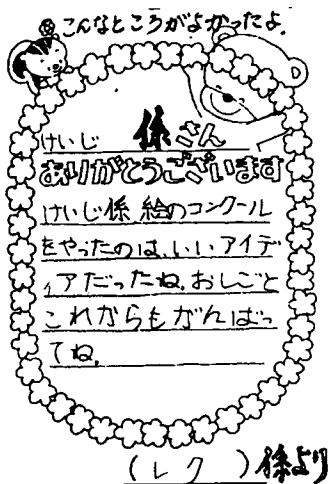 こんなところがよかったよ.
けいじ 係さん
ありがとうございます
けいじ係 絵のコンクール
をやったのは、いいアイデ
ィアだったね。おしごと
これからもがんばっ
てね.
(レク)係より